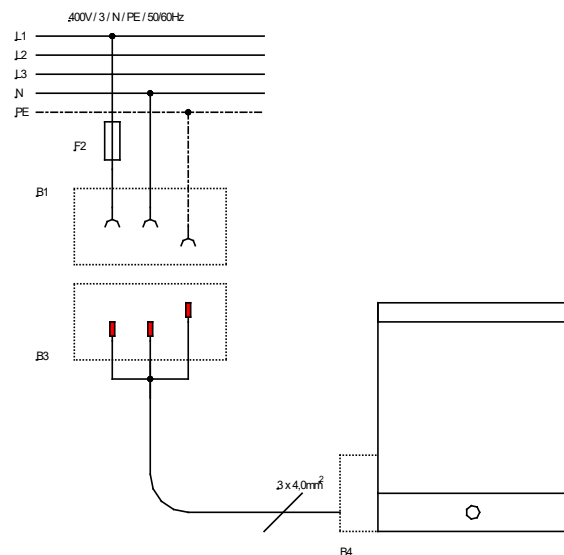 400V / 3 / N / PE / 50/60Hz
L1
L2
L3
N
PE
F2
B1
B3
3 x 4,0mm²
B4